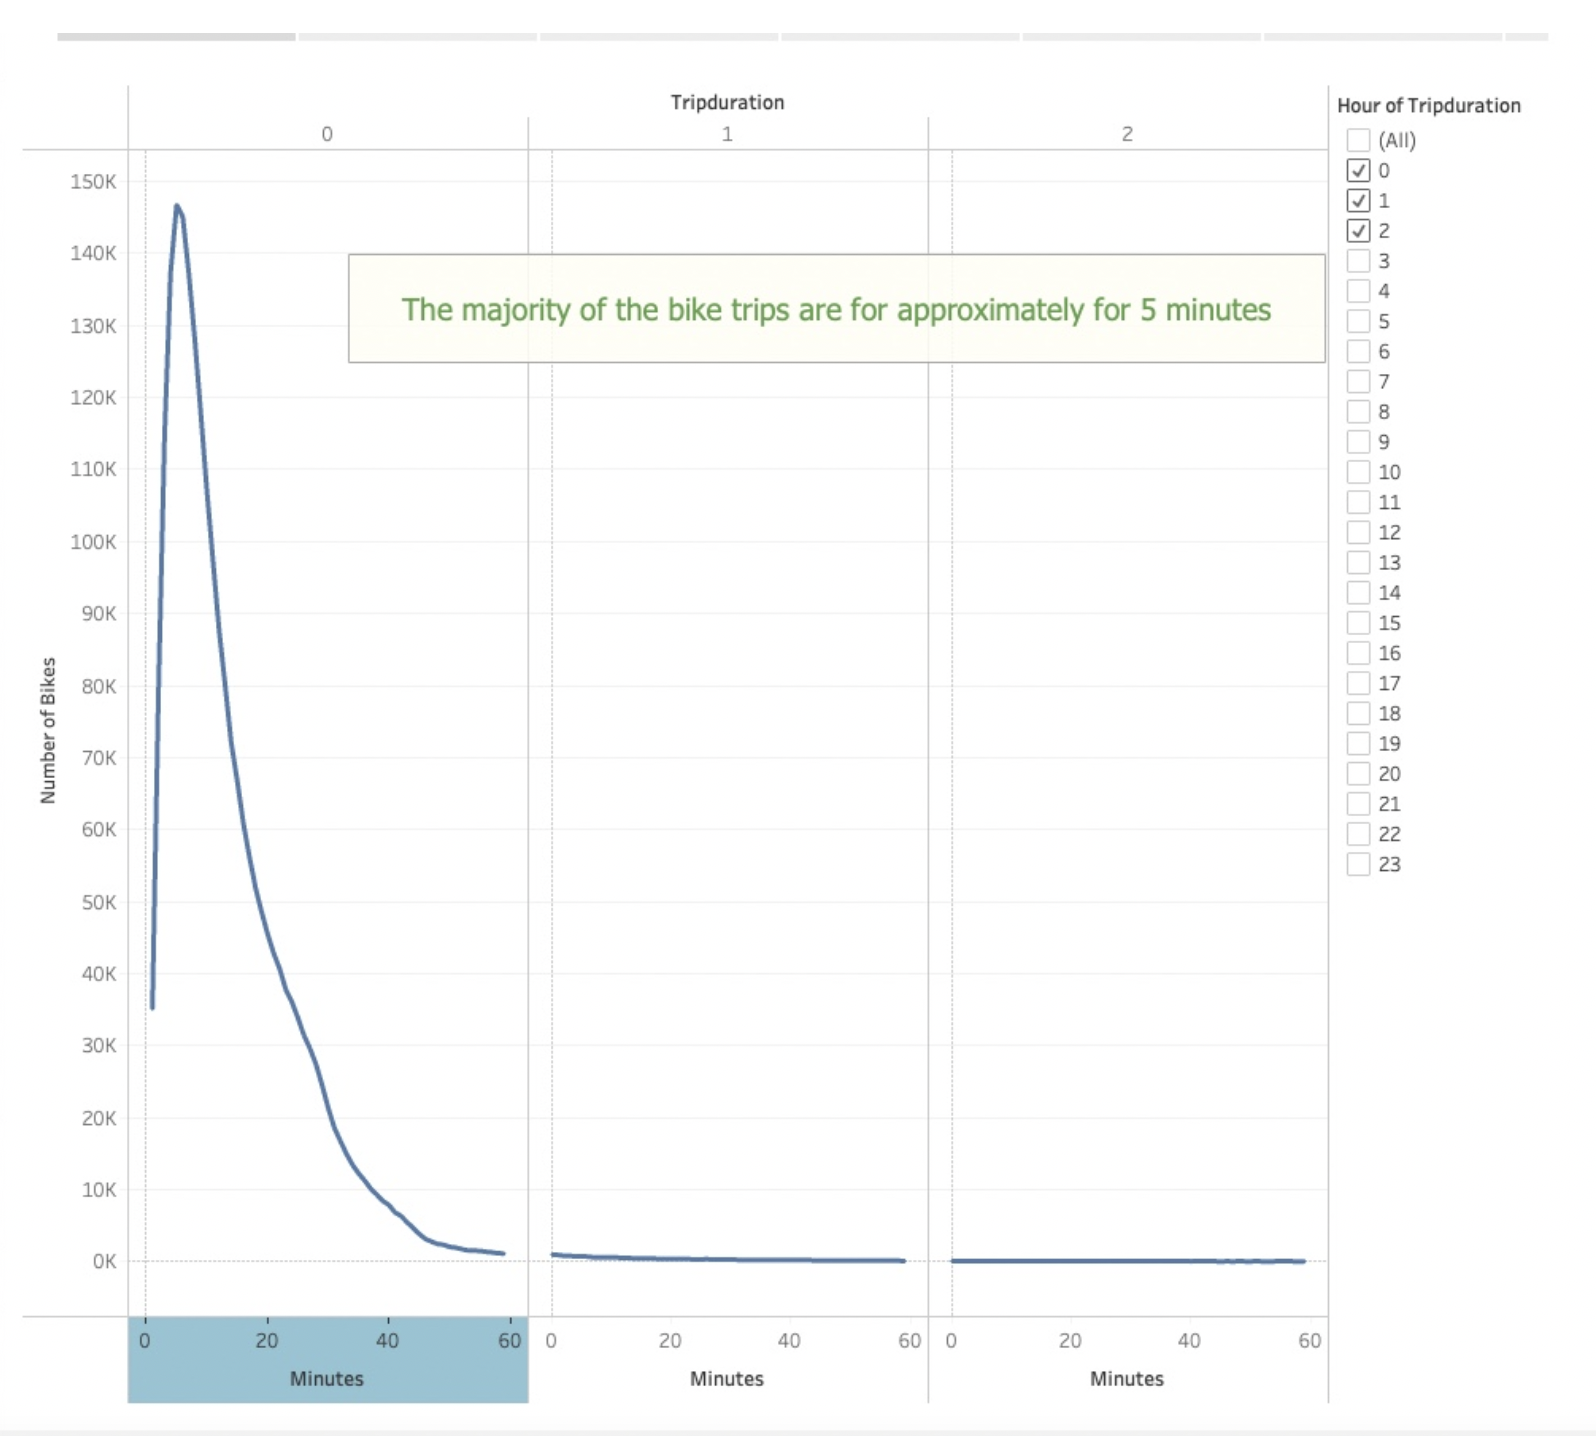 Tripduration
0 1 2
Hour of Tripduration
(All)
0
1
2
3
4
5
6
7
8
9
10
11
12
13
14
15
16
17
18
19
20
21
22
23
150K
140K
130K
120K
110K
100K
90K
80K
70K
60K
50K
40K
30K
20K
10K
0K
Number of Bikes
The majority of the bike trips are for approximately for 5 minutes
0 20 40 60 0 20 40 60 0 20 40 60
Minutes Minutes Minutes